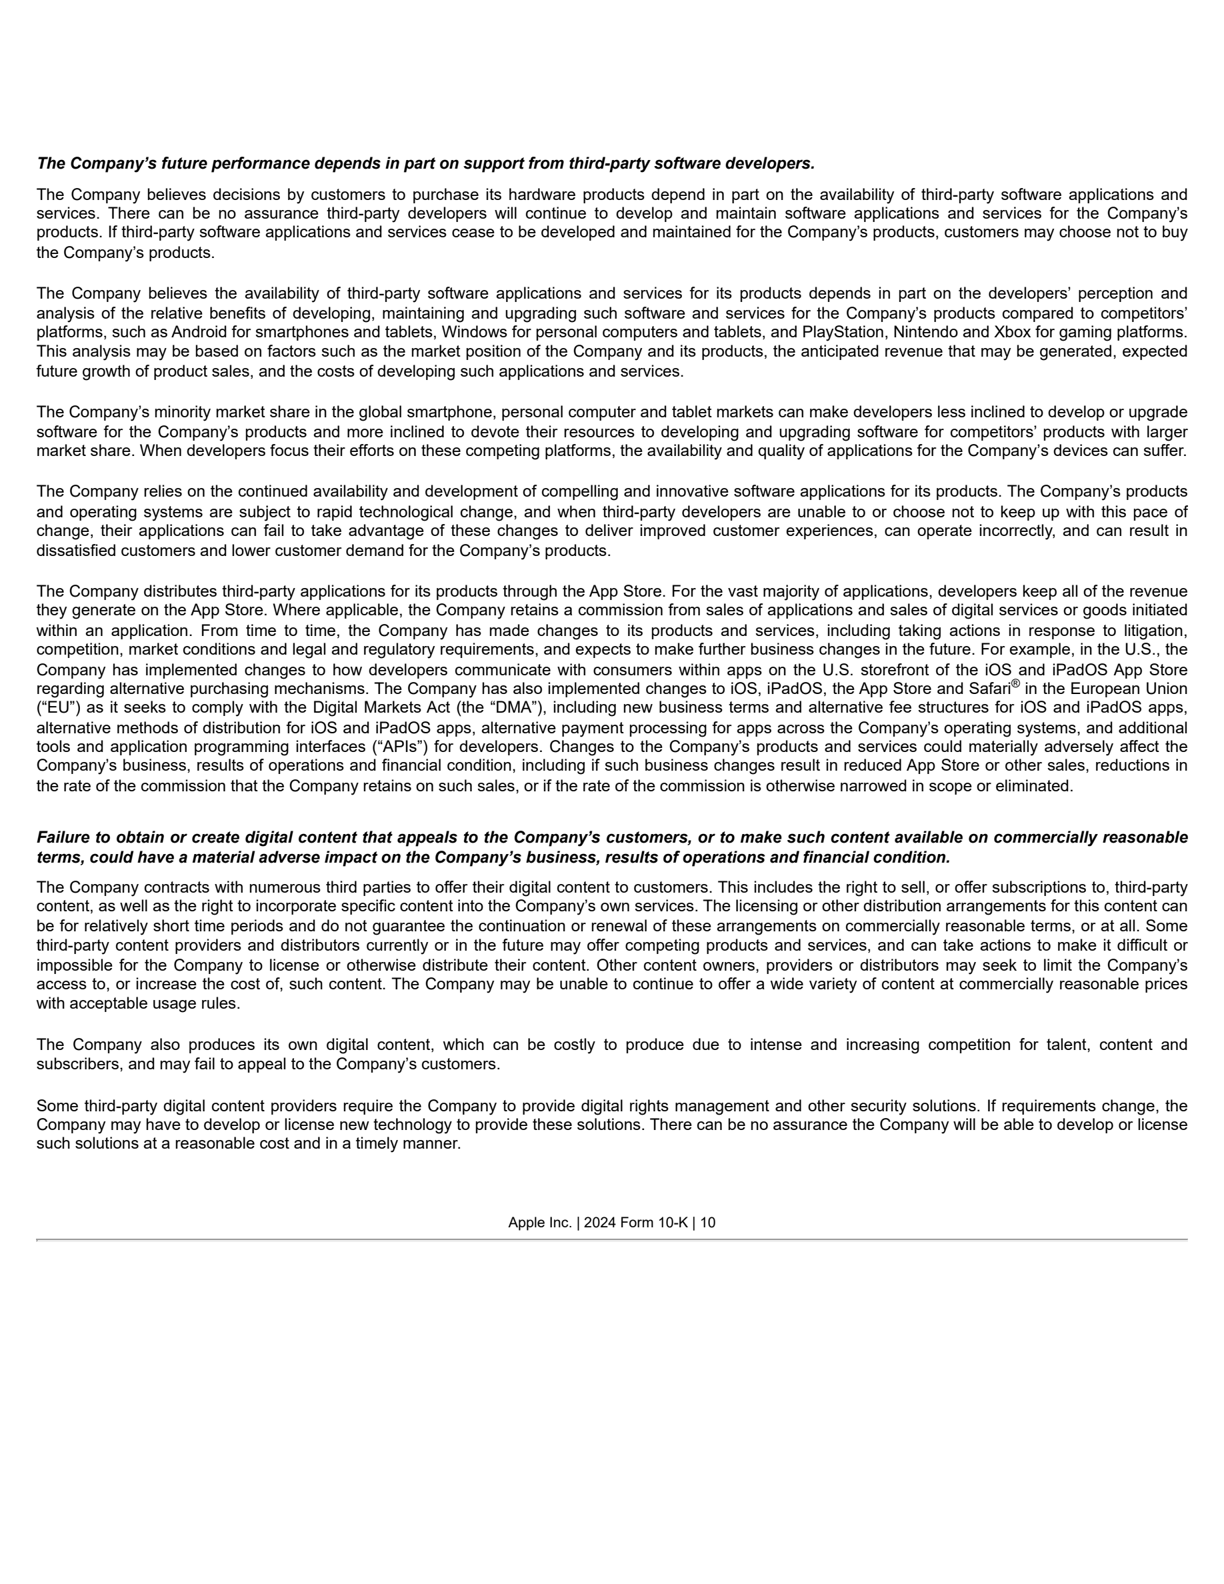 The Company’s future performance depends in part on support from third-party software developers.
The Company believes decisions by customers to purchase its hardware products depend in part on the availability of third-party software applications and
services. There can be no assurance third-party developers will continue to develop and maintain software applications and services for the Company’s
products. If third-party software applications and services cease to be developed and maintained for the Company’s products, customers may choose not to buy
the Company’s products.
The Company believes the availability of third-party software applications and services for its products depends in part on the developers’ perception and
analysis of the relative benefits of developing, maintaining and upgrading such software and services for the Company’s products compared to competitors’
platforms, such as Android for smartphones and tablets, Windows for personal computers and tablets, and PlayStation, Nintendo and Xbox for gaming platforms.
This analysis may be based on factors such as the market position of the Company and its products, the anticipated revenue that may be generated, expected
future growth of product sales, and the costs of developing such applications and services.
The Company’s minority market share in the global smartphone, personal computer and tablet markets can make developers less inclined to develop or upgrade
software for the Company’s products and more inclined to devote their resources to developing and upgrading software for competitors’ products with larger
market share. When developers focus their efforts on these competing platforms, the availability and quality of applications for the Company’s devices can suffer.
The Company relies on the continued availability and development of compelling and innovative software applications for its products. The Company’s products
and operating systems are subject to rapid technological change, and when third-party developers are unable to or choose not to keep up with this pace of
change, their applications can fail to take advantage of these changes to deliver improved customer experiences, can operate incorrectly, and can result in
dissatisfied customers and lower customer demand for the Company’s products.
The Company distributes third-party applications for its products through the App Store. For the vast majority of applications, developers keep all of the revenue
they generate on the App Store. Where applicable, the Company retains a commission from sales of applications and sales of digital services or goods initiated
within an application. From time to time, the Company has made changes to its products and services, including taking actions in response to litigation,
competition, market conditions and legal and regulatory requirements, and expects to make further business changes in the future. For example, in the U.S., the
Company has implemented changes to how developers communicate with consumers within apps on the U.S. storefront of the iOS and iPadOS App Store
regarding alternative purchasing mechanisms. The Company has also implemented changes to iOS, iPadOS, the App Store and Safari® in the European Union
(“EU”) as it seeks to comply with the Digital Markets Act (the “DMA”), including new business terms and alternative fee structures for iOS and iPadOS apps,
alternative methods of distribution for iOS and iPadOS apps, alternative payment processing for apps across the Company’s operating systems, and additional
tools and application programming interfaces (“APIs”) for developers. Changes to the Company’s products and services could materially adversely affect the
Company’s business, results of operations and financial condition, including if such business changes result in reduced App Store or other sales, reductions in
the rate of the commission that the Company retains on such sales, or if the rate of the commission is otherwise narrowed in scope or eliminated.
Failure to obtain or create digital content that appeals to the Company’s customers, or to make such content available on commercially reasonable
terms, could have a material adverse impact on the Company’s business, results of operations and financial condition.
The Company contracts with numerous third parties to offer their digital content to customers. This includes the right to sell, or offer subscriptions to, third-party
content, as well as the right to incorporate specific content into the Company’s own services. The licensing or other distribution arrangements for this content can
be for relatively short time periods and do not guarantee the continuation or renewal of these arrangements on commercially reasonable terms, or at all. Some
third-party content providers and distributors currently or in the future may offer competing products and services, and can take actions to make it difficult or
impossible for the Company to license or otherwise distribute their content. Other content owners, providers or distributors may seek to limit the Company’s
access to, or increase the cost of, such content. The Company may be unable to continue to offer a wide variety of content at commercially reasonable prices
with acceptable usage rules.
The Company also produces its own digital content, which can be costly to produce due to intense and increasing competition for talent, content and
subscribers, and may fail to appeal to the Company’s customers.
Some third-party digital content providers require the Company to provide digital rights management and other security solutions. If requirements change, the
Company may have to develop or license new technology to provide these solutions. There can be no assurance the Company will be able to develop or license
such solutions at a reasonable cost and in a timely manner.
Apple Inc. | 2024 Form 10-K | 10